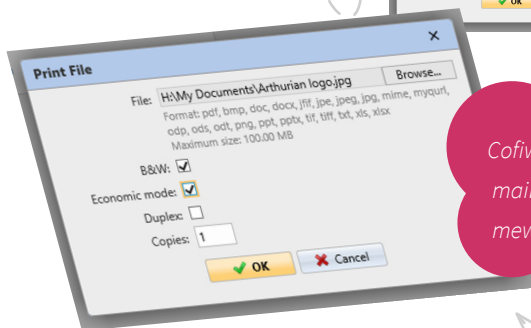 OK
Print File
File: H:\My Documents\Arthurian logo.jpg Browse...
Format: pdf, bmp, doc, docx, jfif, jpe, jpeg, jpg, mime, myqurl,
odp, ods, odt, png, ppt, pptx, tif, tiff, txt, xls, xlsx
Maximum size: 100.00 MB
B&W:
Economic mode:
Duplex:
Copies: 1
OK Cancel